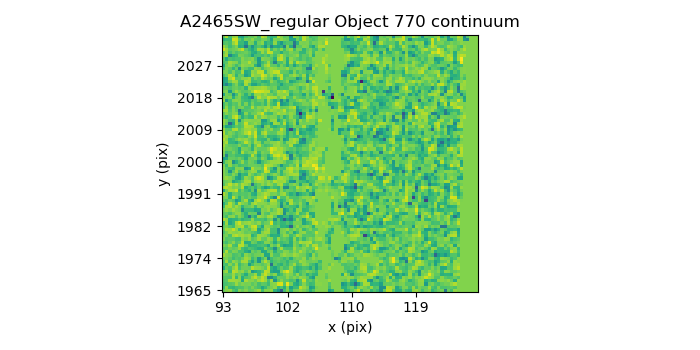 A2465SW_regular Object 770 continuum
y (pix)
2027
2018
2009
2000
1991
1982
1974
1965
93 102 110 119
x (pix)